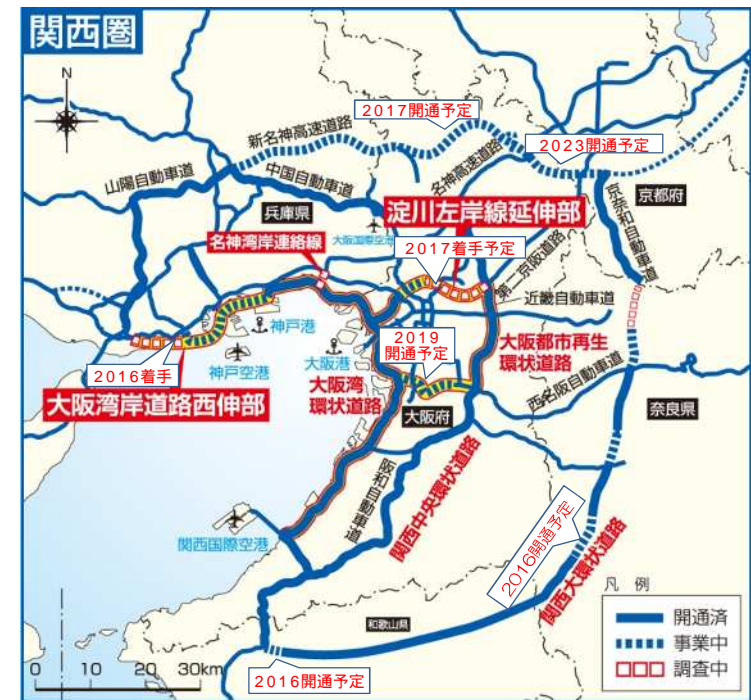 関西圏
N
2017開通予定
新名神高速道路
2023開通予定
名神高速道路
山陽自動車道
中国自動車道
京都府
兵庫県
淀川左岸線延伸部
京奈和自動車道
大阪国際空港
名神湾岸連絡線
2017着手予定
第二京阪道路
近畿自動車道
神戸港
2019
開通予定
大阪都市再生
環状道路
大阪港
2016着手
神戸空港
大阪湾
環状道路
西名阪自動車道
大阪湾岸道路西伸部
大阪府
奈良県
阪和自動車道
関西中央環状道路
関西国際空港
2016開通予定
関西大環状道路
凡 例
開通済
事業中
調査中
和歌山県
0 10 20 30km
2016開通予定